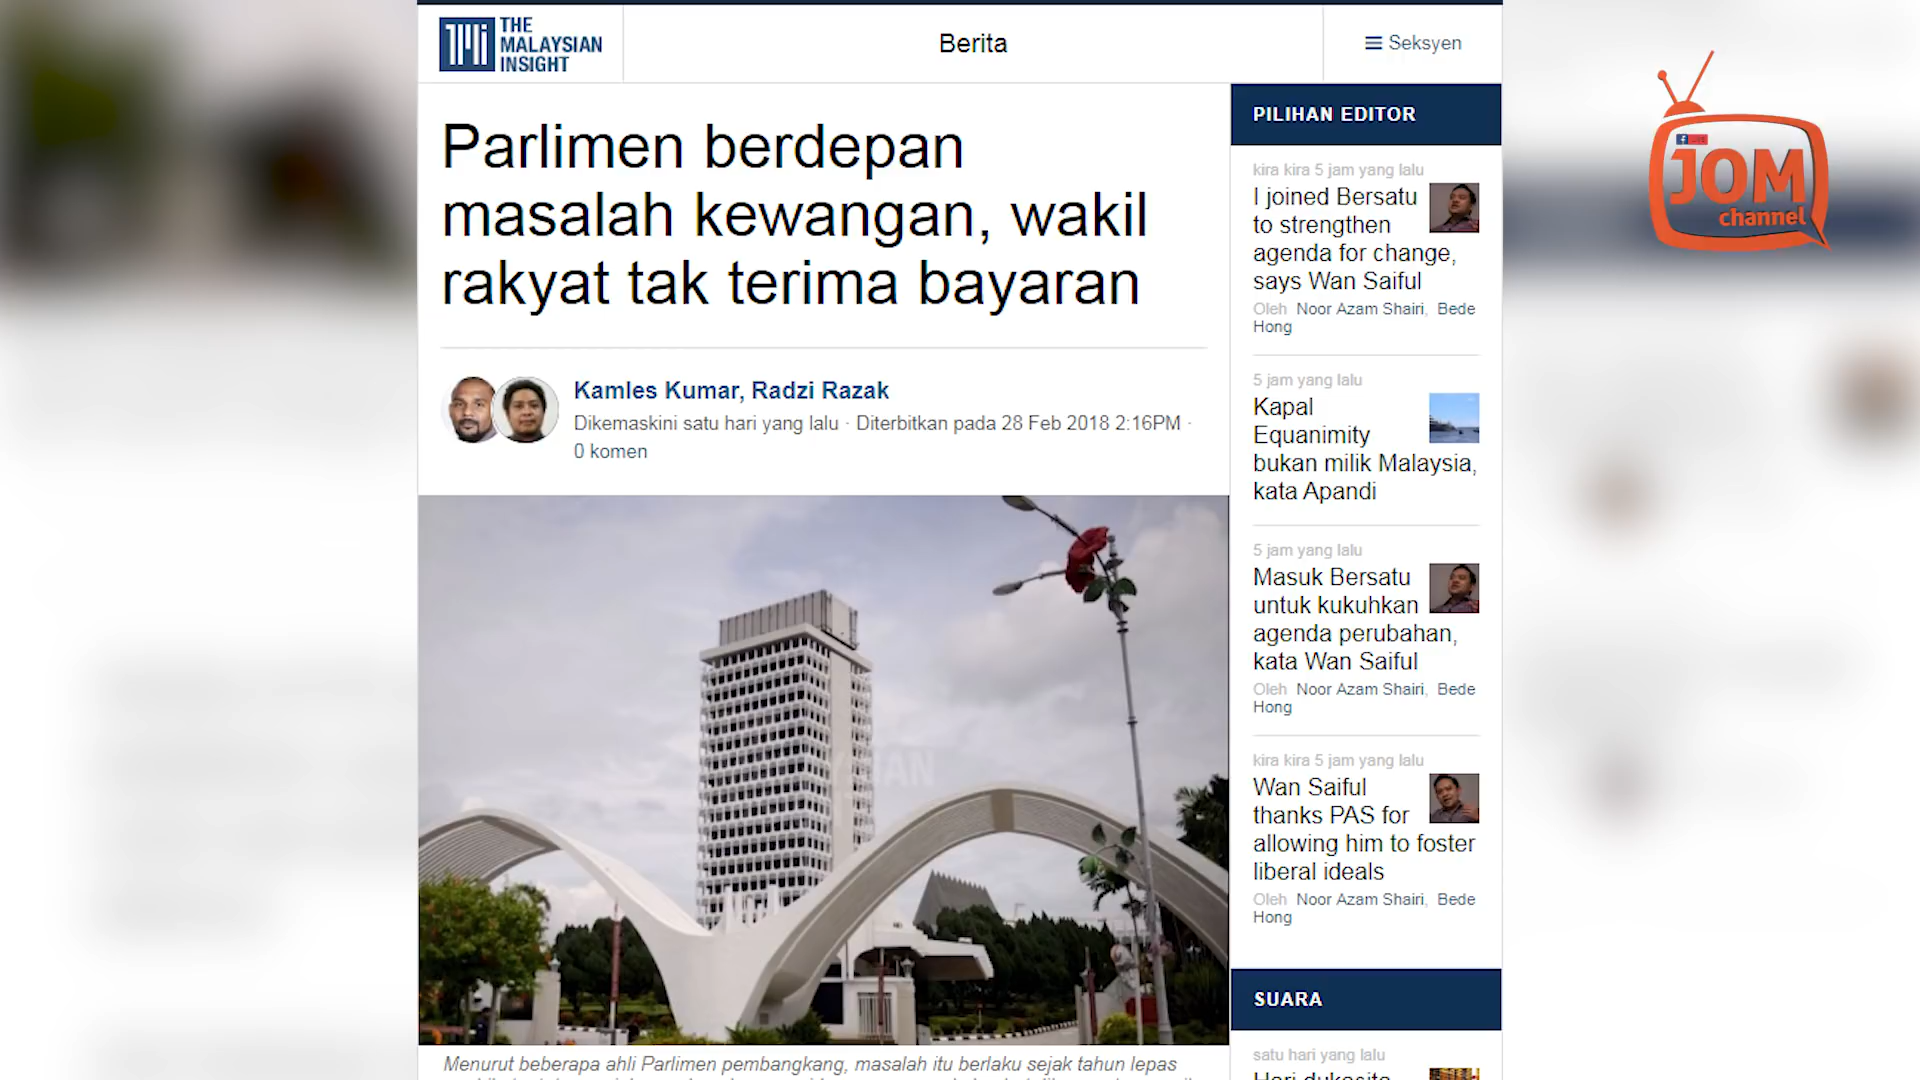 THE
MALAYSIAN
INSIGHT
Berita
Seksyen
Parlimen berdepan
masalah kewangan, wakil
rakyat tak terima bayaran
Kamles Kumar, Radzi Razak
Dikemaskini satu hari yang lalu · Diterbitkan pada 28 Feb 2018 2:16PM ·
0 komen
Menurut beberapa ahli Parlimen pembangkang, masalah itu berlaku sejak tahun lepas
PILIHAN EDITOR
kira kira 5 jam yang lalu
I joined Bersatu
to strengthen
agenda for change,
says Wan Saiful
Oleh Noor Azam Shairi, Bede
Hong
5 jam yang lalu
Kapal
Equanimity
bukan milik Malaysia,
kata Apandi
5 jam yang lalu
Masuk Bersatu
untuk kukuhkan
agenda perubahan,
kata Wan Saiful
Oleh Noor Azam Shairi, Bede
Hong
kira kira 5 jam yang lalu
Wan Saiful
thanks PAS for
allowing him to foster
liberal ideals
Oleh Noor Azam Shairi, Bede
Hong
SUARA
satu hari yang lalu
JOM
channel